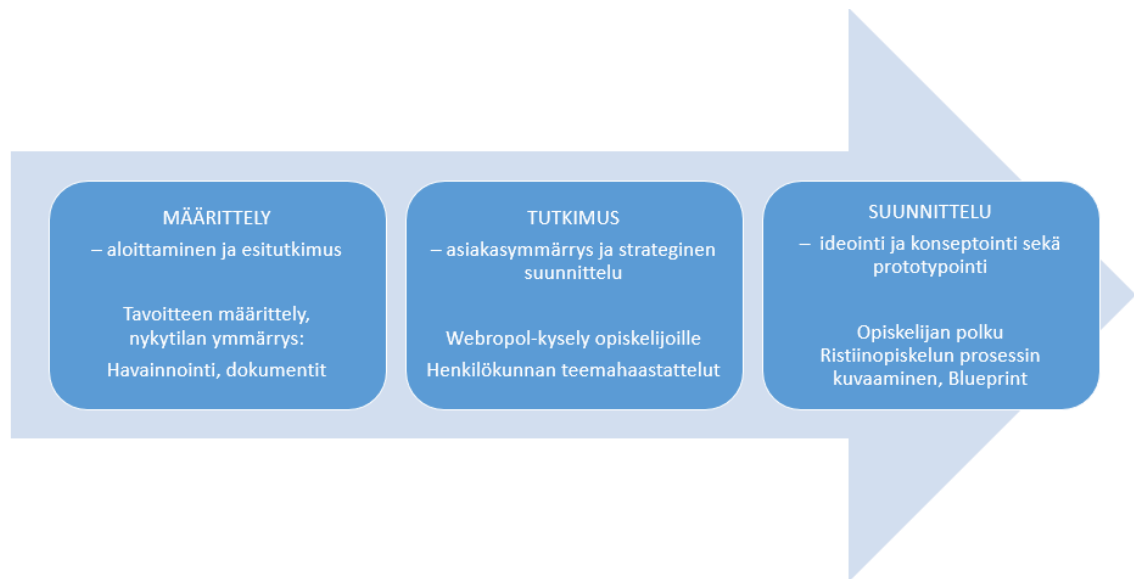 MÄÄRITTELY
– aloittaminen ja esitutkimus
Tavoitteen määrittely,
nykytilan ymmärrys:
Havainnointi, dokumentit
TUTKIMUS
– asiakasymmärrys ja strateginen
suunnittelu
Webropol-kysely opiskelijoille
Henkilökunnan teemahaastattelut
SUUNNITTELU
– ideointi ja konseptointi sekä
prototypointi
Opiskelijan polku
Ristiinopiskelun prosessin
kuvaaminen, Blueprint